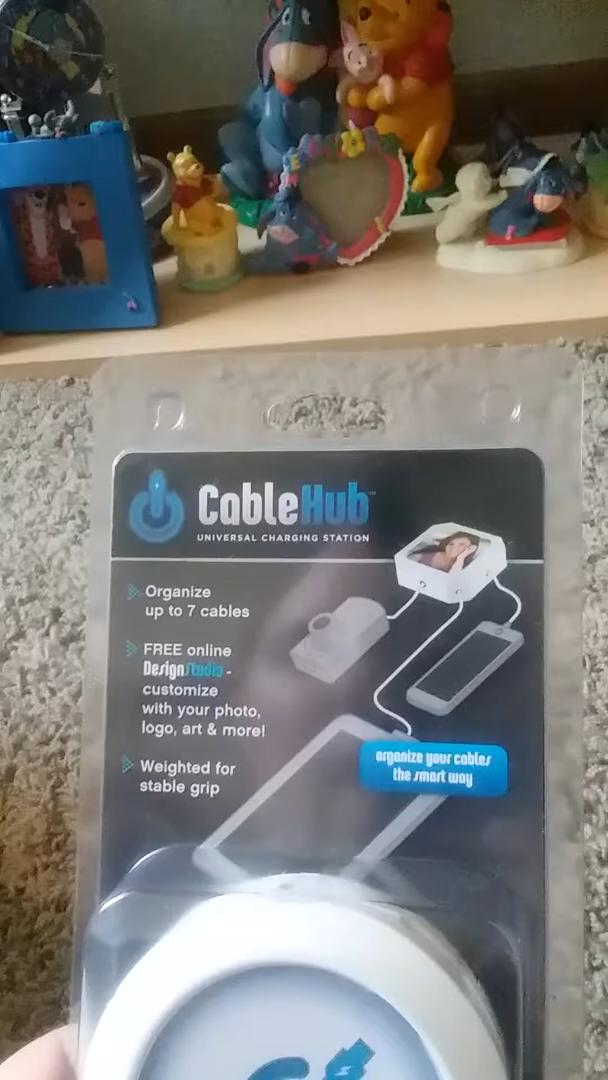 CableHub™
UNIVERSAL CHARGING STATION
Organize
up to 7 cables
FREE online
DesignStudio -
customize
with your photo,
logo, art & more!
Weighted for
stable grip
organize your cables
the smart way